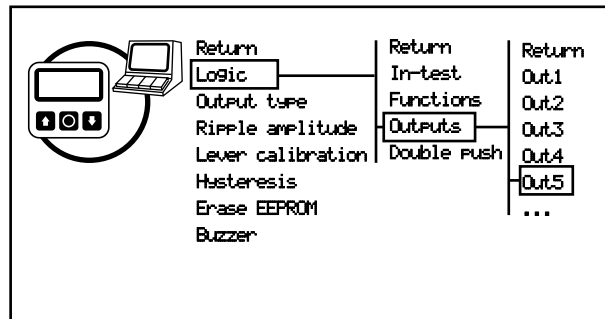 Return
Logic
Output type
Ripple amplitude
Lever calibration
Hysteresis
Erase EEPROM
Buzzer
Return
In-test
Functions
Outputs
Double push
Return
Out1
Out2
Out3
Out4
Out5
...